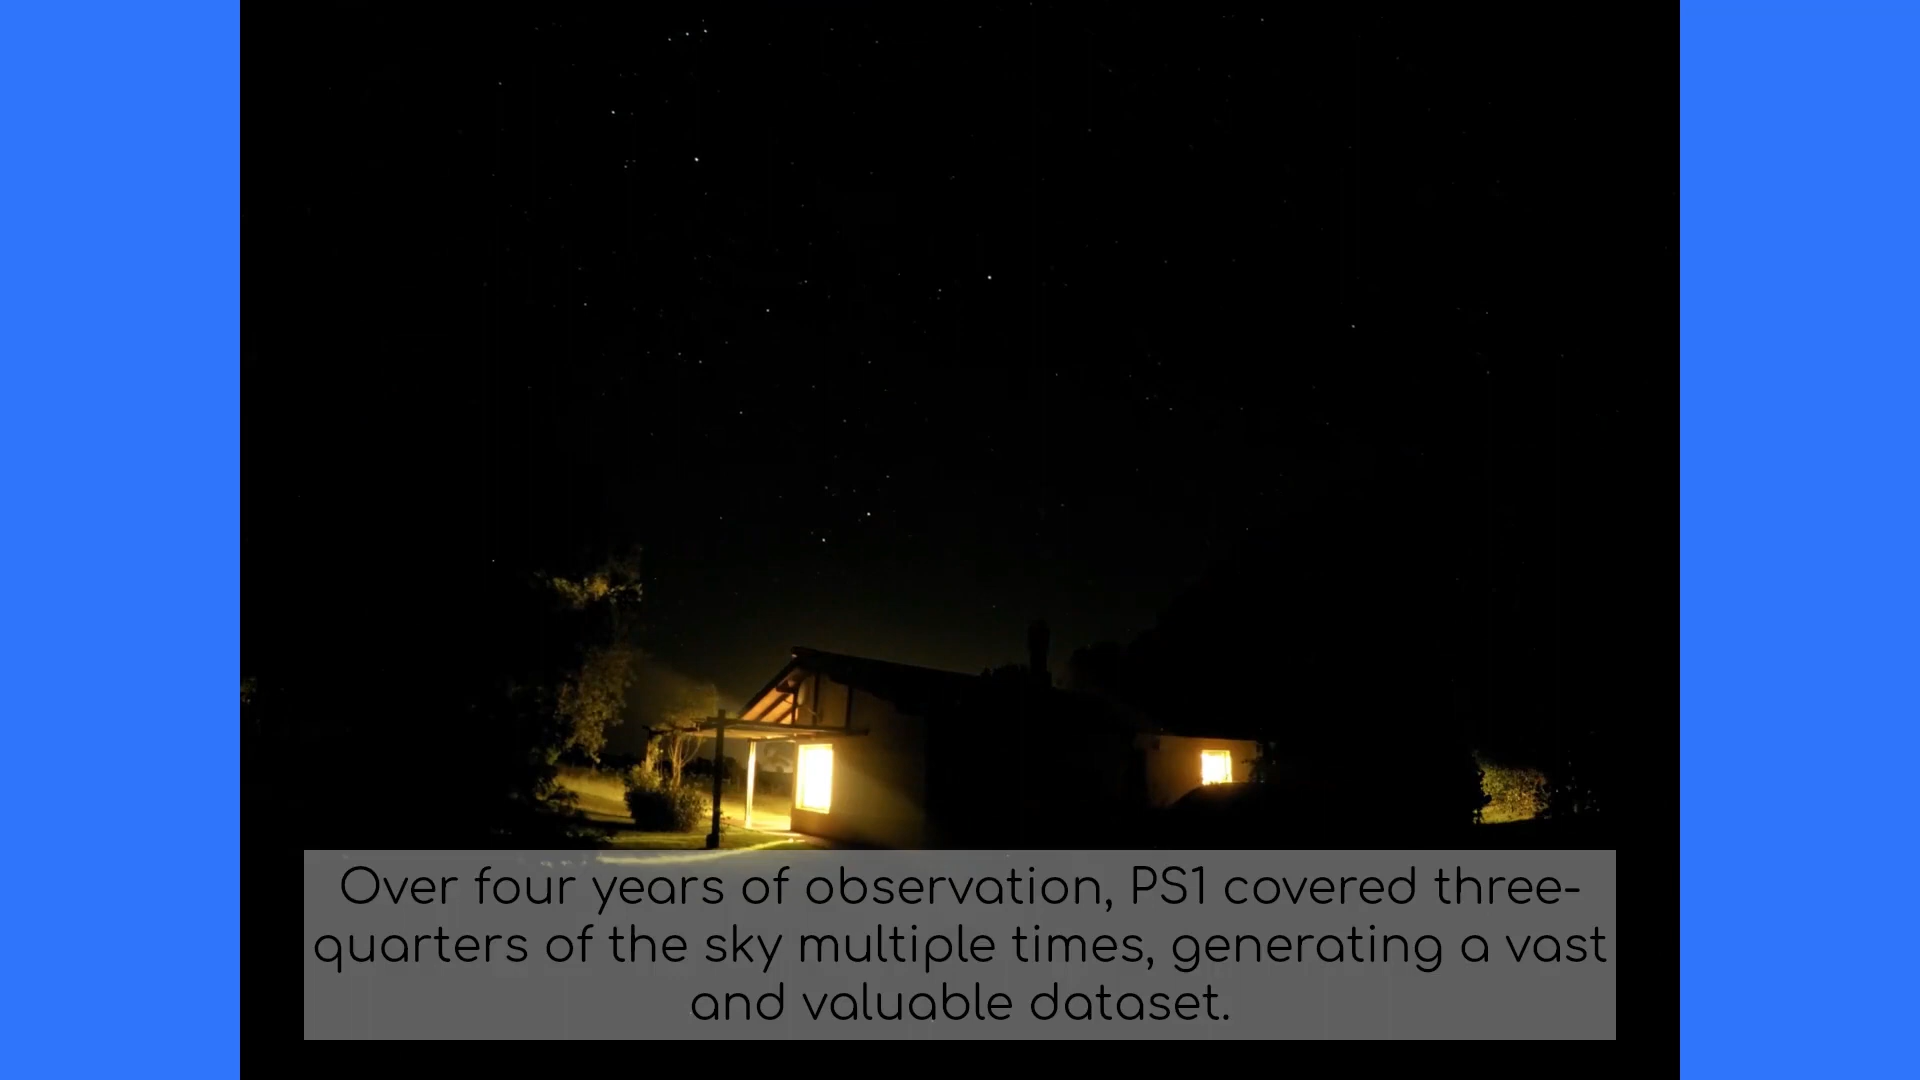 Over four years of observation, PS1 covered three-
quarters of the sky multiple times, generating a vast
and valuable dataset.